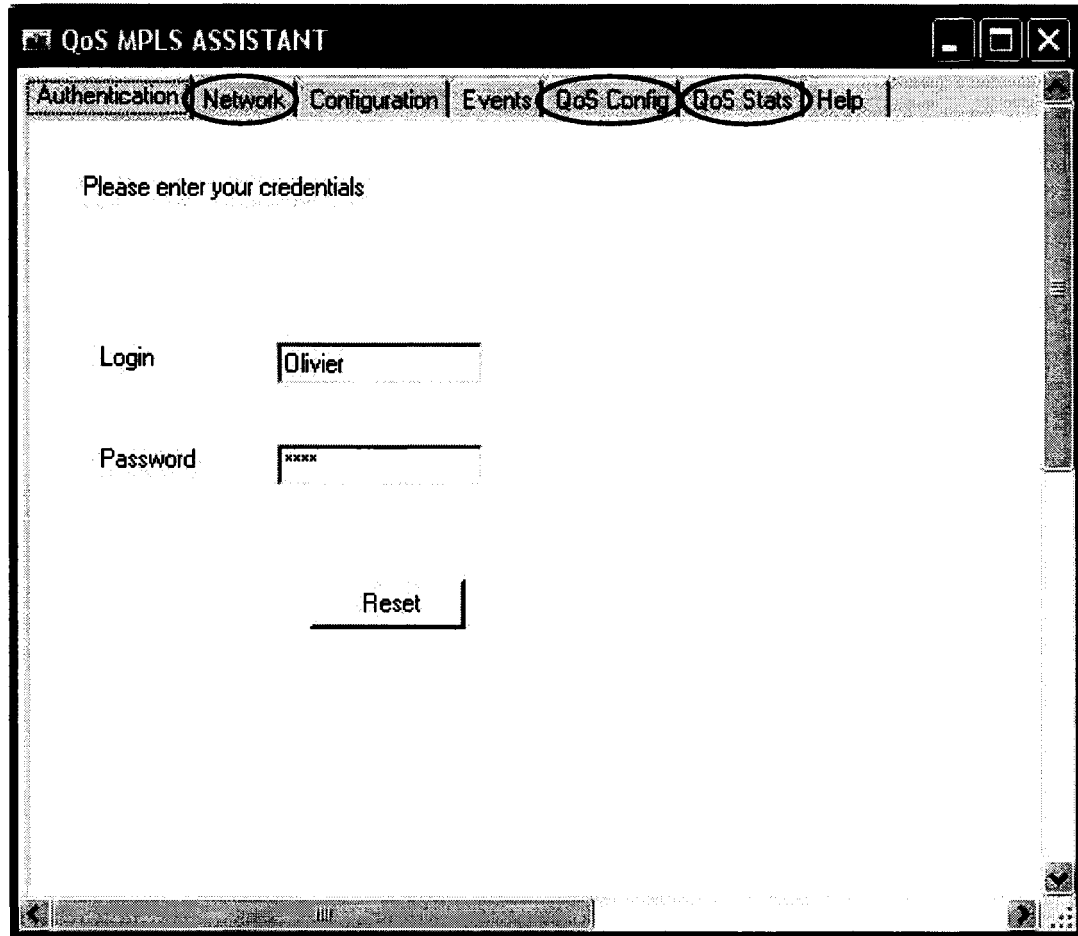 QoS MPLS ASSISTANT
Authentication Network Configuration Events QoS Config QoS Stats Help
Please enter your credentials
Login Olivier
Password xxxx
Reset